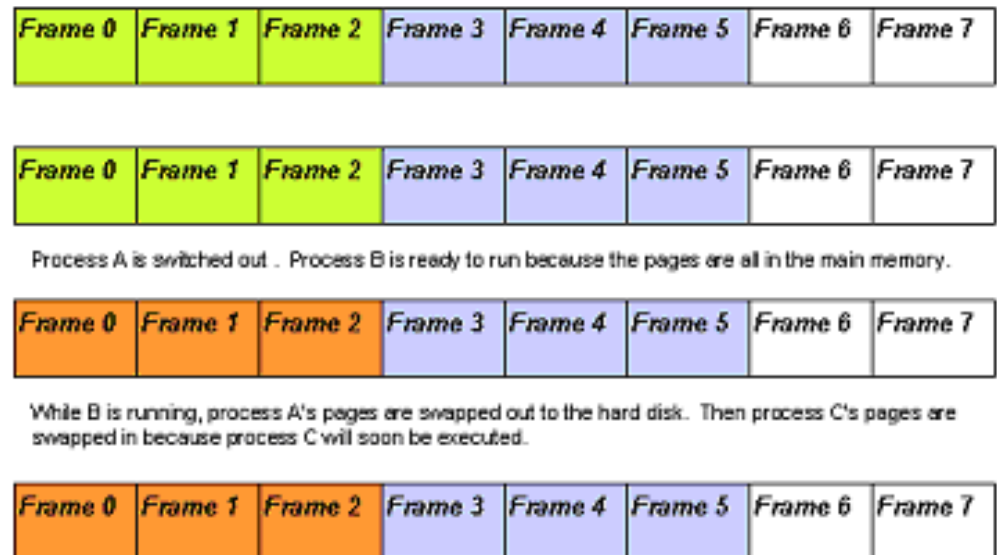 Frame 0 Frame 1 Frame 2 Frame 3 Frame 4 Frame 5 Frame 6 Frame 7
Frame 0 Frame 1 Frame 2 Frame 3 Frame 4 Frame 5 Frame 6 Frame 7
Process A is switched out . Process B is ready to run because the pages are all in the main memory.
Frame 0 Frame 1 Frame 2 Frame 3 Frame 4 Frame 5 Frame 6 Frame 7
While B is running, process A's pages are swapped out to the hard disk. Then process C's pages are
swapped in because process C will soon be executed.
Frame 0 Frame 1 Frame 2 Frame 3 Frame 4 Frame 5 Frame 6 Frame 7